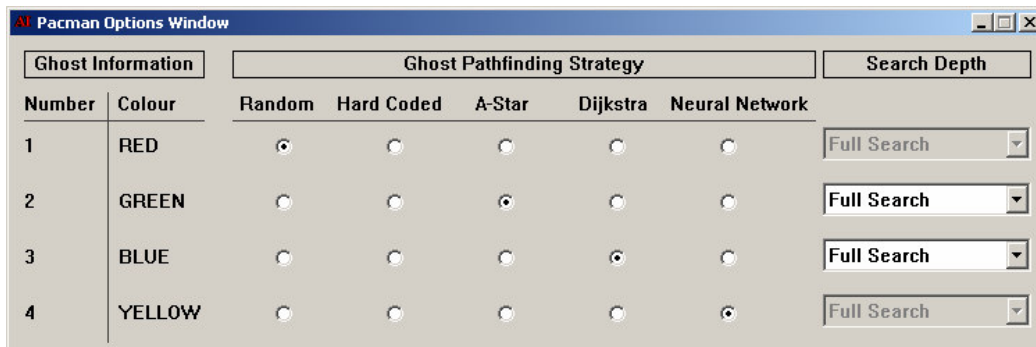 Pacman Options Window
Ghost Information Ghost Pathfinding Strategy Search Depth
Number Colour Random Hard Coded A-Star Dijkstra Neural Network
1 RED Full Search
2 GREEN Full Search
3 BLUE Full Search
4 YELLOW Full Search